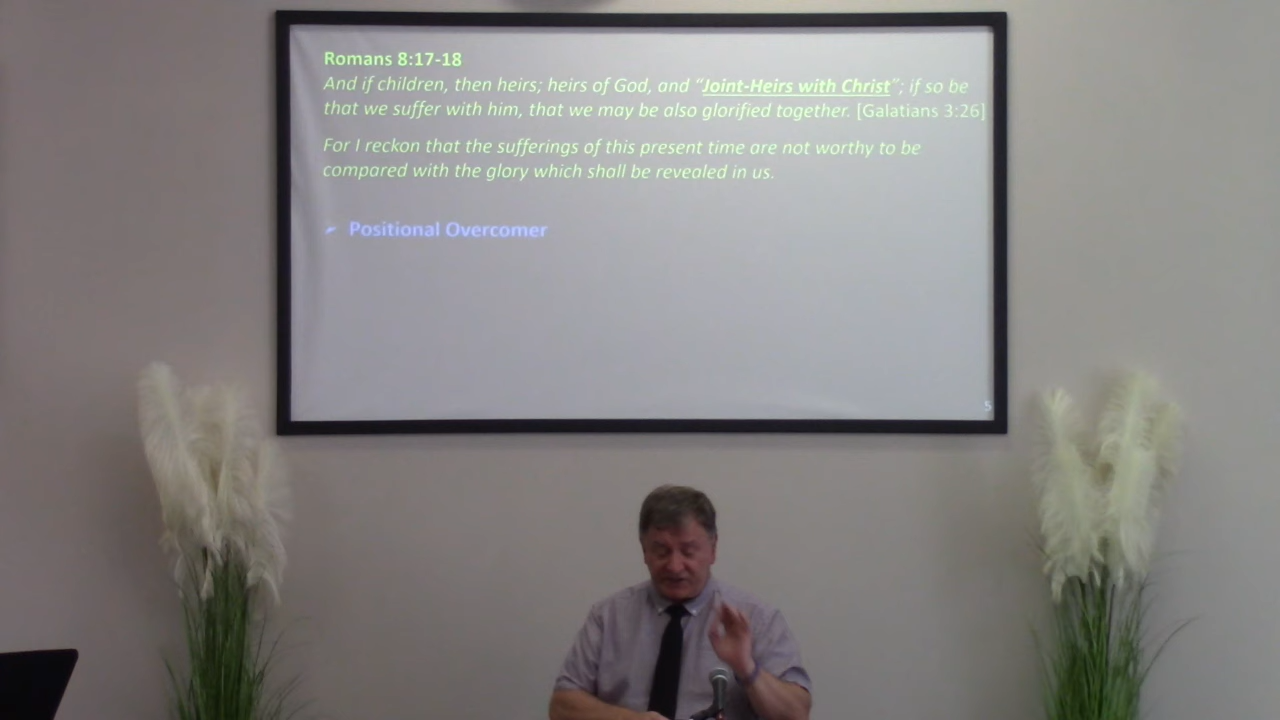 Romans 8:17-18
And if children, then heirs; heirs of God, and “Joint-Heirs with Christ”; if so be
that we suffer with him, that we may be also glorified together. [Galatians 3:26]
For I reckon that the sufferings of this present time are not worthy to be
compared with the glory which shall be revealed in us.
➢ Positional Overcomer
5